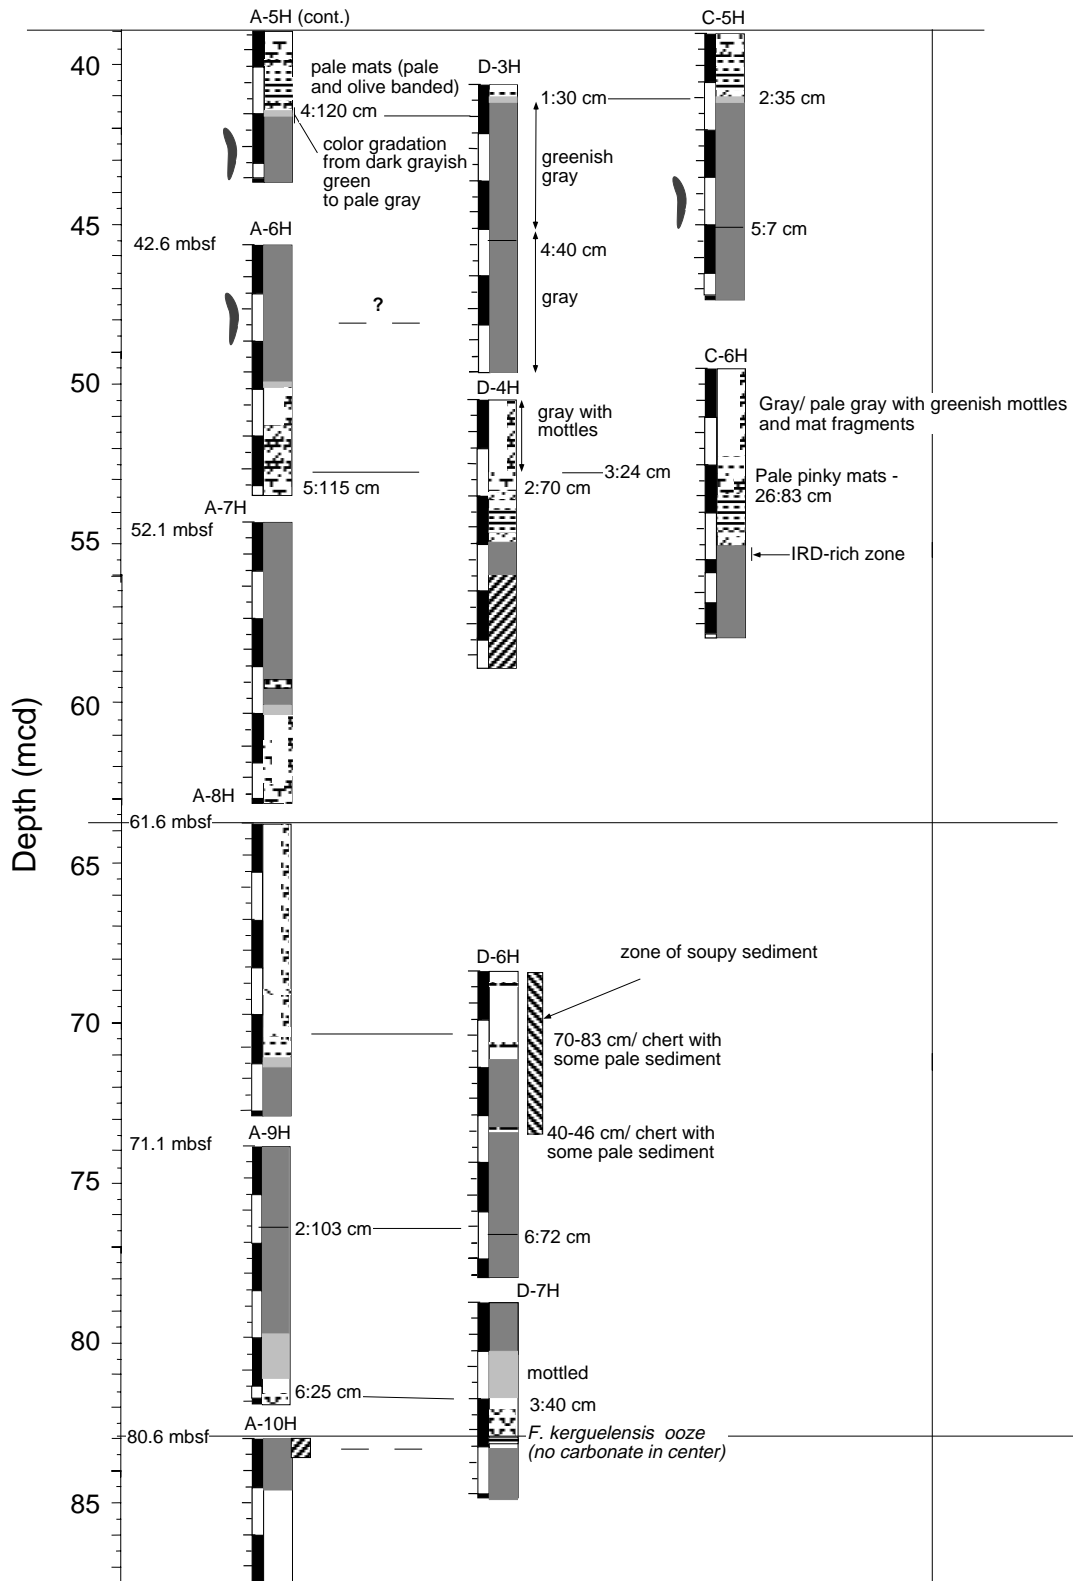 A-5H (cont.)
C-5H
40
pale mats (pale
and olive banded)
D-3H
4:120 cm
1:30 cm
2:35 cm
color gradation
from dark grayish
green
to pale gray
greenish
gray
45
A-6H
42.6 mbsf
4:40 cm
5:7 cm
?
gray
50
C-6H
D-4H
gray with
mottles
Gray/ pale gray with greenish mottles
and mat fragments
3:24 cm
5:115 cm
2:70 cm
Pale pinky mats -
26:83 cm
A-7H
52.1 mbsf
55
IRD-rich zone
60
Depth (mcd)
A-8H
61.6 mbsf
65
D-6H
zone of soupy sediment
70
70-83 cm/ chert with
some pale sediment
A-9H
71.1 mbsf
40-46 cm/ chert with
some pale sediment
75
2:103 cm
6:72 cm
D-7H
80
mottled
6:25 cm
3:40 cm
A-10H
80.6 mbsf
F. kerguelensis ooze
(no carbonate in center)
85